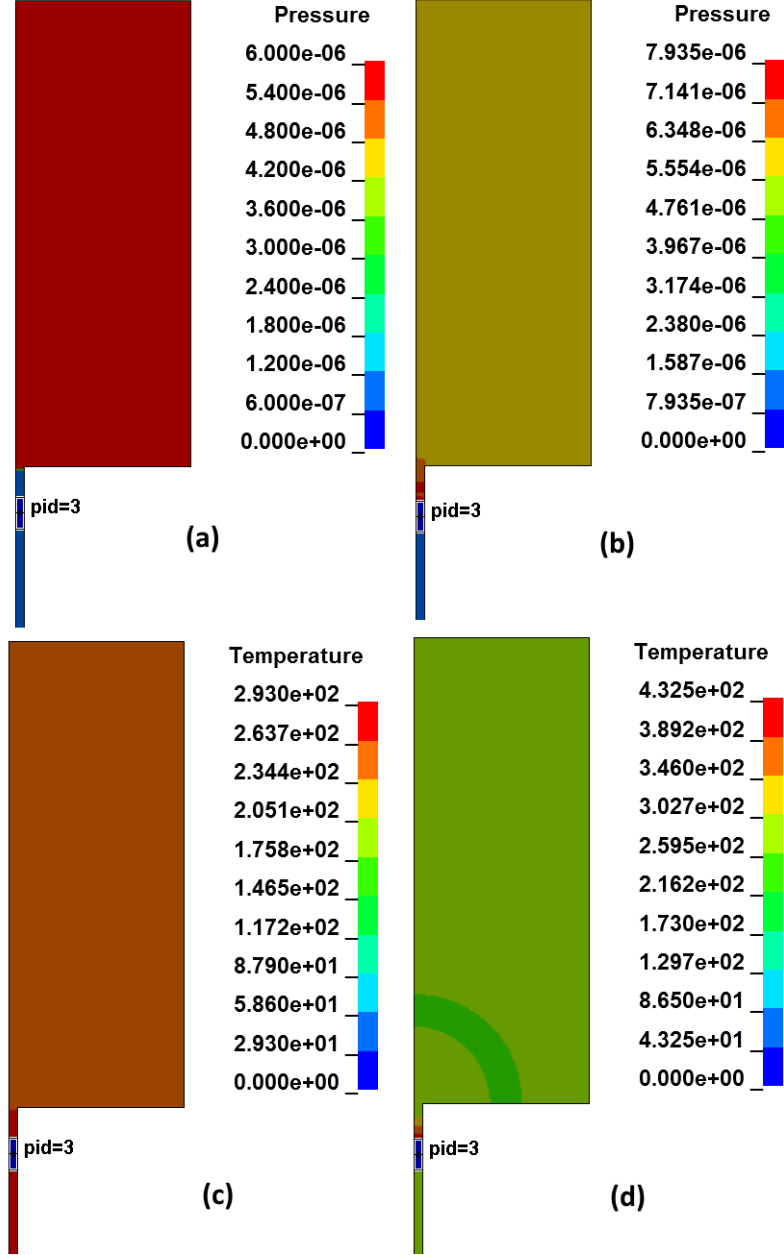 Pressure
6.000e-06
5.400e-06
4.800e-06
4.200e-06
3.600e-06
3.000e-06
2.400e-06
1.800e-06
1.200e-06
6.000e-07
0.000e+00
pid=3
(a)
Pressure
7.935e-06
7.141e-06
6.348e-06
5.554e-06
4.761e-06
3.967e-06
3.174e-06
2.380e-06
1.587e-06
7.935e-07
0.000e+00
pid=3
(b)
Temperature
2.930e+02
2.637e+02
2.344e+02
2.051e+02
1.758e+02
1.465e+02
1.172e+02
8.790e+01
5.860e+01
2.930e+01
0.000e+00
pid=3
(c)
Temperature
4.325e+02
3.892e+02
3.460e+02
3.027e+02
2.595e+02
2.162e+02
1.730e+02
1.297e+02
8.650e+01
4.325e+01
0.000e+00
pid=3
(d)